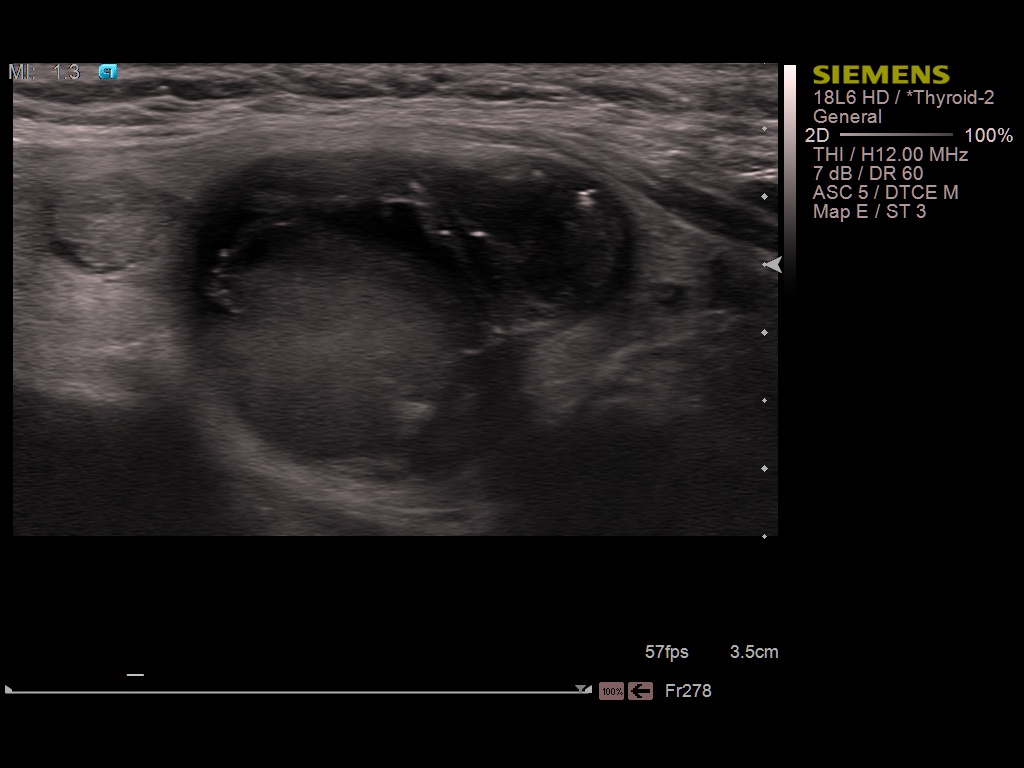 MI: 1.3
SIEMENS
18L6 HD / *Thyroid-2
General
2D 100%
THI / H12.00 MHz
7 dB / DR 60
ASC 5 / DTCE M
Map E / ST 3
57fps 3.5cm
100% Fr278